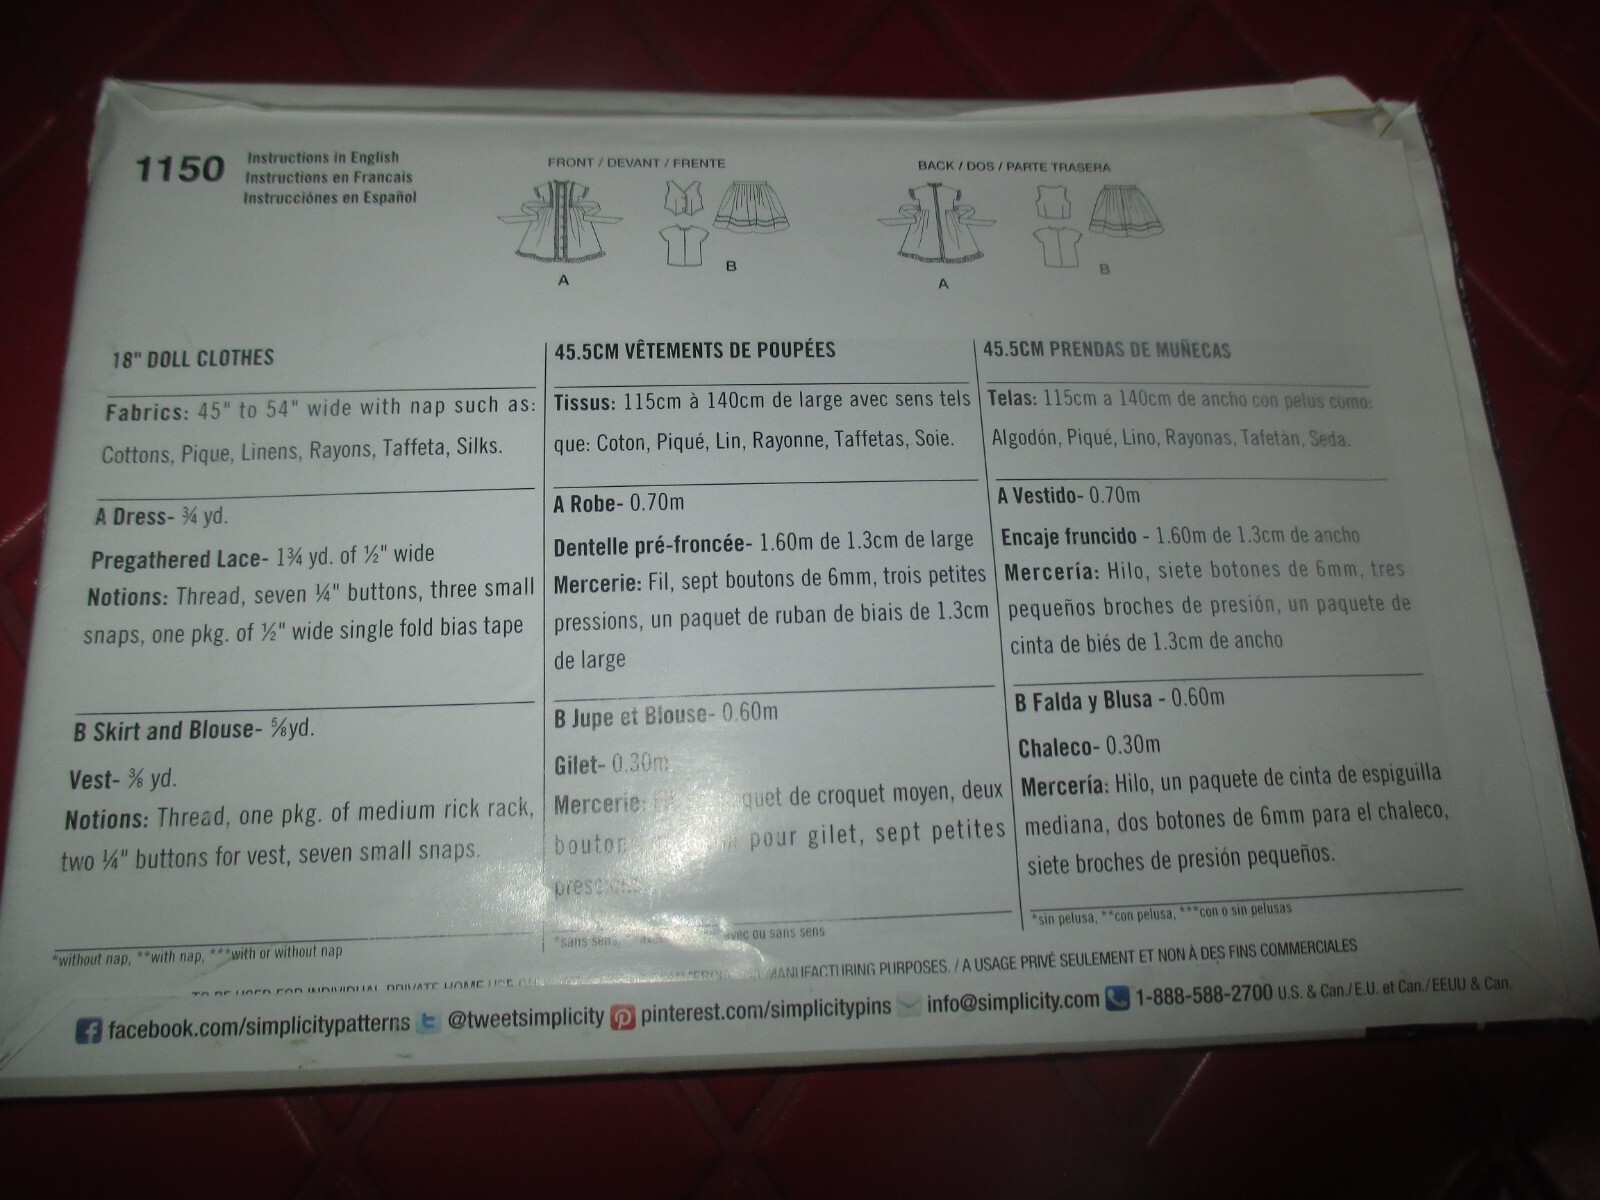 1150
Instructions in English
Instructions en Francais
Instrucciónes en Español
FRONT / DEVANT / FRENTE
A
B
BACK / DOS / PARTE TRASERA
A
B
18" DOLL CLOTHES
Fabrics: 45" to 54" wide with nap such as:
Cottons, Pique, Linens, Rayons, Taffeta, Silks.
A Dress- ¾ yd.
Pregathered Lace- 1¾ yd. of ½" wide
Notions: Thread, seven ¼" buttons, three small
snaps, one pkg. of ½" wide single fold bias tape
B Skirt and Blouse- ⅝yd.
Vest- ⅜ yd.
Notions: Thread, one pkg. of medium rick rack,
two ¼" buttons for vest, seven small snaps.
*without nap, **with nap, ***with or without nap
45.5CM VÊTEMENTS DE POUPÉES
Tissus: 115cm à 140cm de large avec sens tels
que: Coton, Piqué, Lin, Rayonne, Taffetas, Soie.
A Robe- 0.70m
Dentelle pré-froncée- 1.60m de 1.3cm de large
Mercerie: Fil, sept boutons de 6mm, trois petites
pressions, un paquet de ruban de biais de 1.3cm
de large
B Jupe et Blouse- 0.60m
Gilet- 0.30m
Mercerie: de croquet moyen, deux
pour gilet, sept petites
pressions.
*sans sens, avec ou sans sens
45.5CM PRENDAS DE MUÑECAS
Telas: 115cm a 140cm de ancho con pelus como:
Algodón, Piqué, Lino, Rayonas, Tafetàn, Seda.
A Vestido- 0.70m
Encaje fruncido - 1.60m de 1.3cm de ancho
Mercería: Hilo, siete botones de 6mm, tres
pequeños broches de presión, un paquete de
cinta de biés de 1.3cm de ancho
B Falda y Blusa - 0.60m
Chaleco- 0.30m
Mercería: Hilo, un paquete de cinta de espiguilla
mediana, dos botones de 6mm para el chaleco,
siete broches de presión pequeños.
*sin pelusa, **con pelusa, ***con o sin pelusas
TO BE USED FOR INDIVIDUAL PRIVATE HOME USE MANUFACTURING PURPOSES. / A USAGE PRIVÉ SEULEMENT ET NON À DES FINS COMMERCIALES
facebook.com/simplicitypatterns @tweetsimplicity pinterest.com/simplicitypins info@simplicity.com 1-888-588-2700 U.S. & Can./E.U. et Can./EEUU & Can.